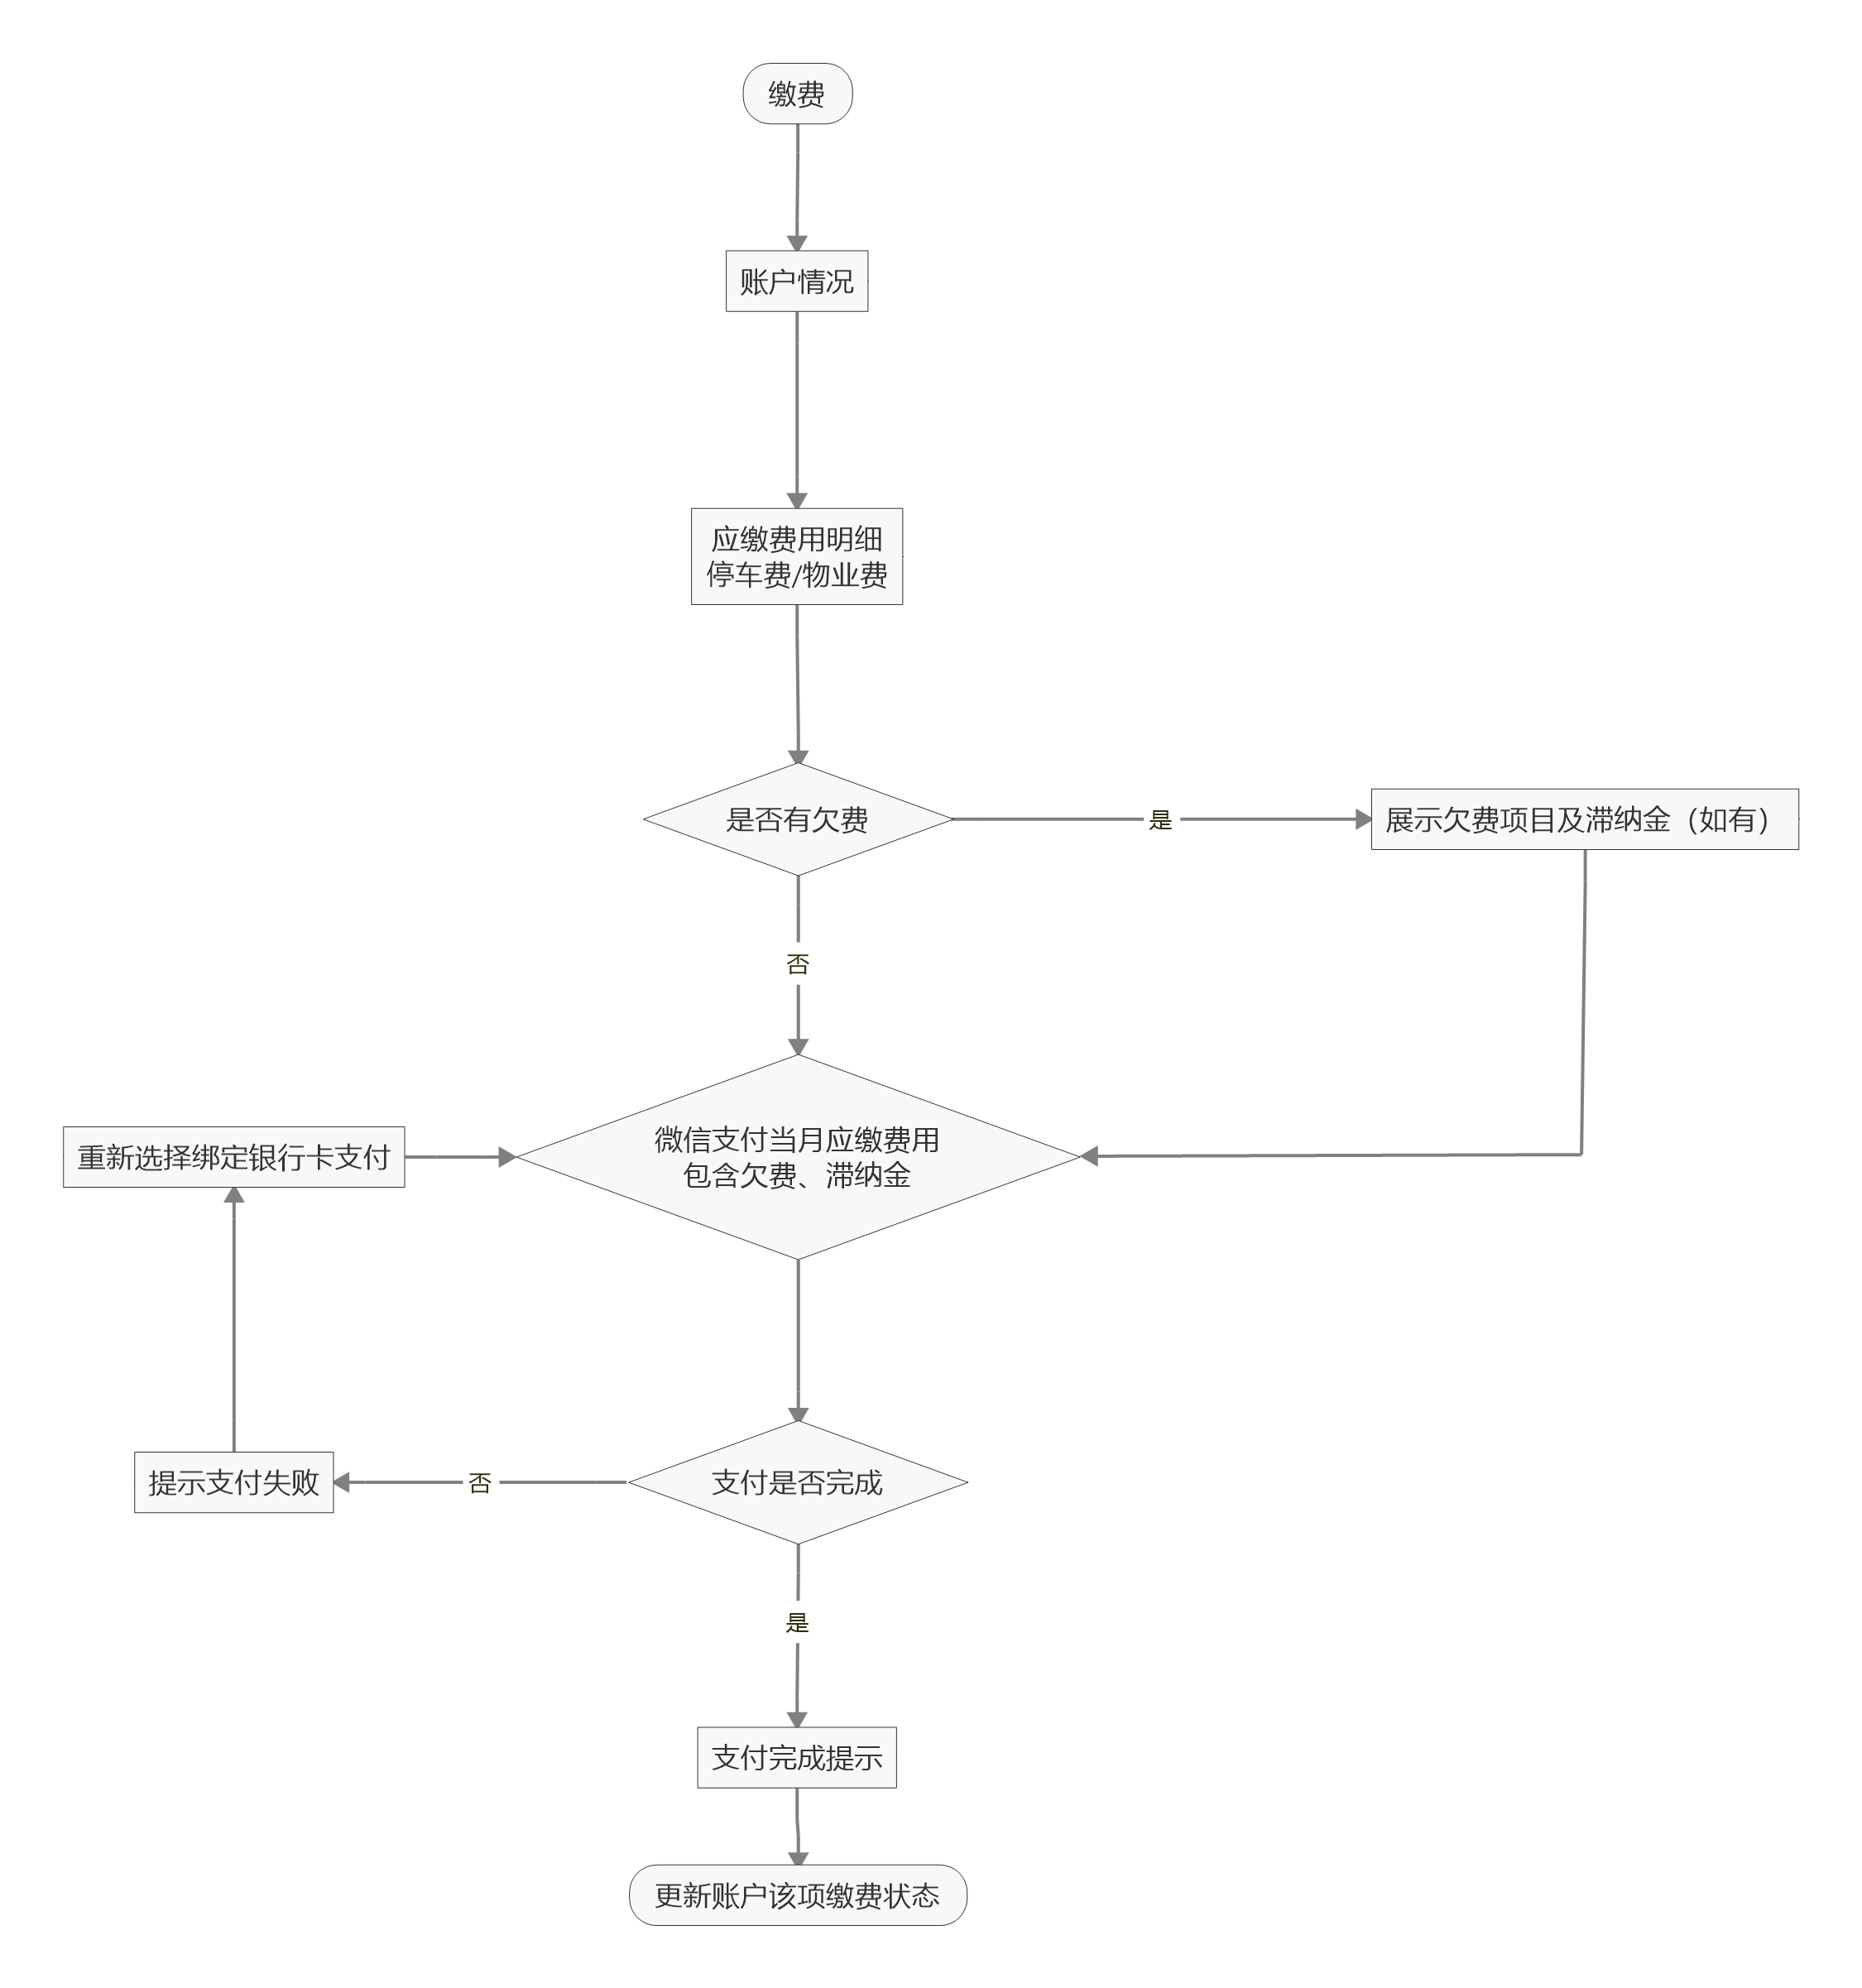 缴费
账户情况
应缴费用明细
停车费/物业费
是否有欠费
是
展示欠费项目及滞纳金（如有）
否
重新选择绑定银行卡支付
微信支付当月应缴费用
包含欠费、滞纳金
提示支付失败
否
支付是否完成
是
支付完成提示
更新账户该项缴费状态